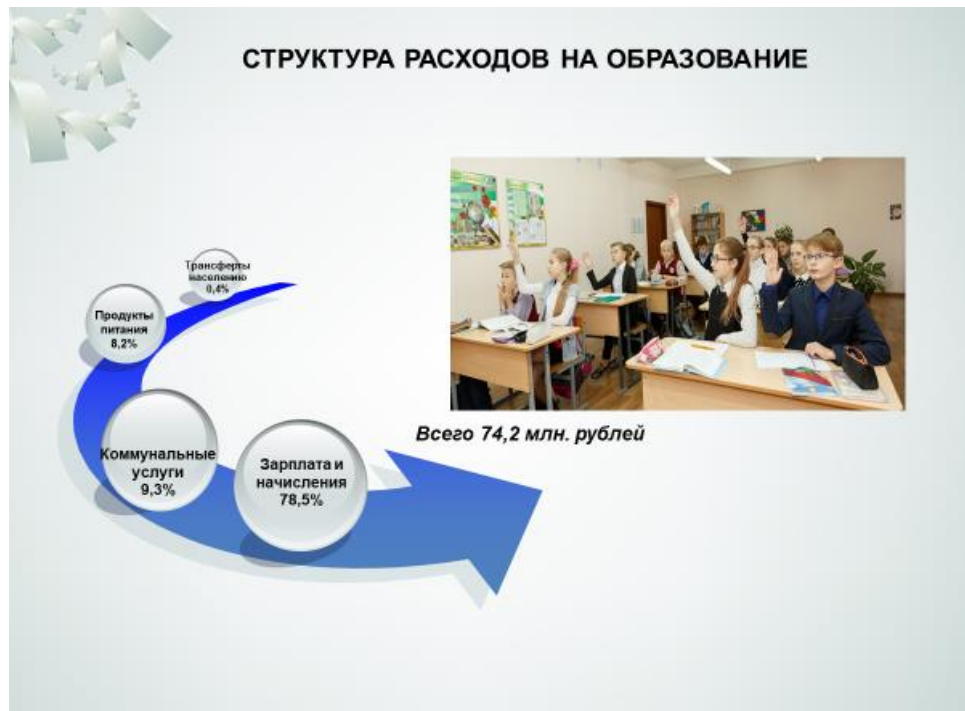 СТРУКТУРА РАСХОДОВ НА ОБРАЗОВАНИЕ
Трансферты
населению
0,4%
Продукты
питания
8,2%
Коммунальные
услуги
9,3%
Зарплата и
начисления
78,5%
Всего 74,2 млн. рублей